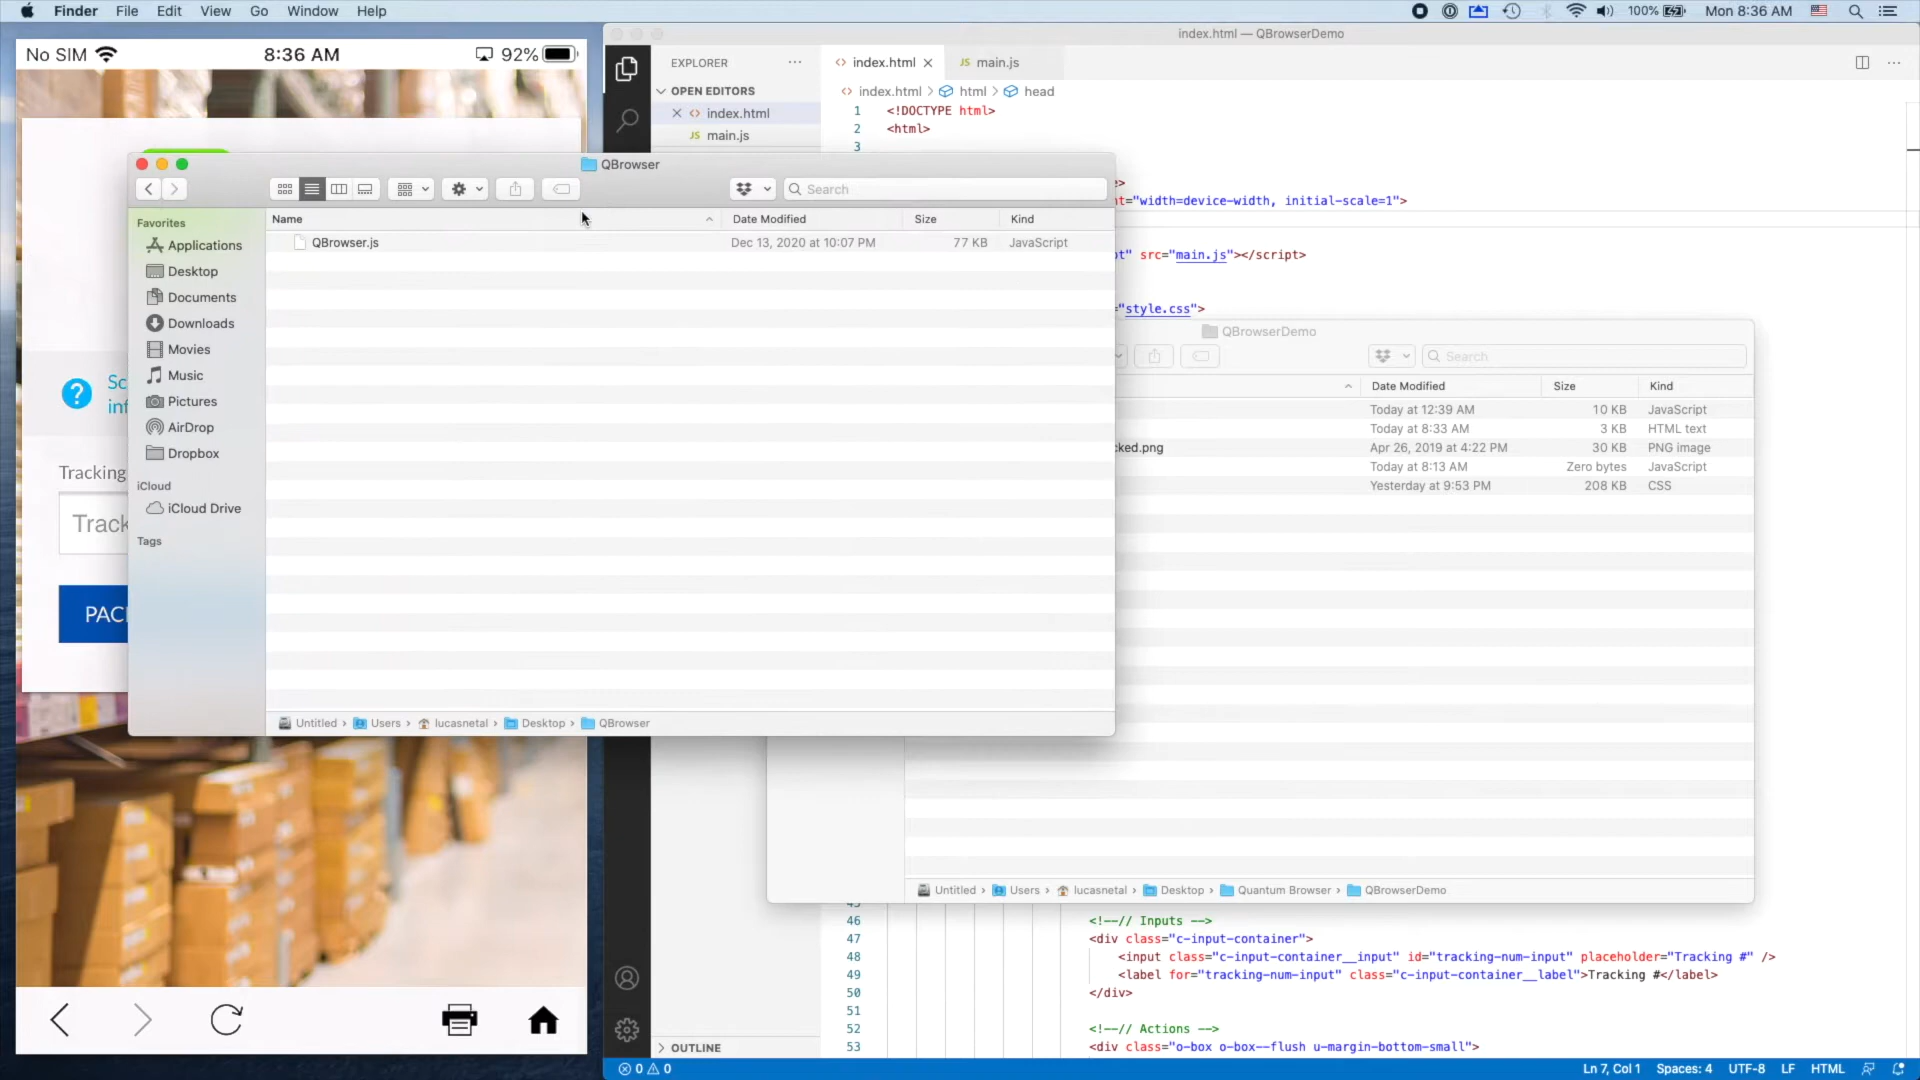 Finder File Edit View Go Window Help
100% Mon 8:36 AM
No SIM 8:36 AM 92%
index.html — QBrowserDemo
EXPLORER
index.html
JS main.js
OPEN EDITORS
index.html > html > head
index.html
1 <!DOCTYPE html>
JS main.js
2 <html>
3
QBrowser
Search
"width=device-width, initial-scale=1">
Favorites
Name Date Modified Size Kind
Applications
QBrowser.js Dec 13, 2020 at 10:07 PM 77 KB JavaScript
src="main.js"></script>
Desktop
Documents
"style.css">
Downloads
QBrowserDemo
Movies
Search
Music
Date Modified Size Kind
Pictures
Today at 12:39 AM 10 KB JavaScript
AirDrop
Today at 8:33 AM 3 KB HTML text
cked.png Apr 26, 2019 at 4:22 PM 30 KB PNG image
Dropbox
Today at 8:13 AM Zero bytes JavaScript
Tracking
iCloud
Yesterday at 9:53 PM 208 KB CSS
iCloud Drive
Track
Tags
PAC
Untitled > Users > lucasnetal > Desktop > QBrowser
Untitled > Users > lucasnetal > Desktop > Quantum Browser > QBrowserDemo
46 <!--// Inputs -->
47 <div class="c-input-container">
48 <input class="c-input-container__input" id="tracking-num-input" placeholder="Tracking #" />
49 <label for="tracking-num-input" class="c-input-container__label">Tracking #</label>
50 </div>
51
52 <!--// Actions -->
53 <div class="o-box o-box--flush u-margin-bottom-small">
OUTLINE
0 0 Ln 7, Col 1 Spaces: 4 UTF-8 LF HTML